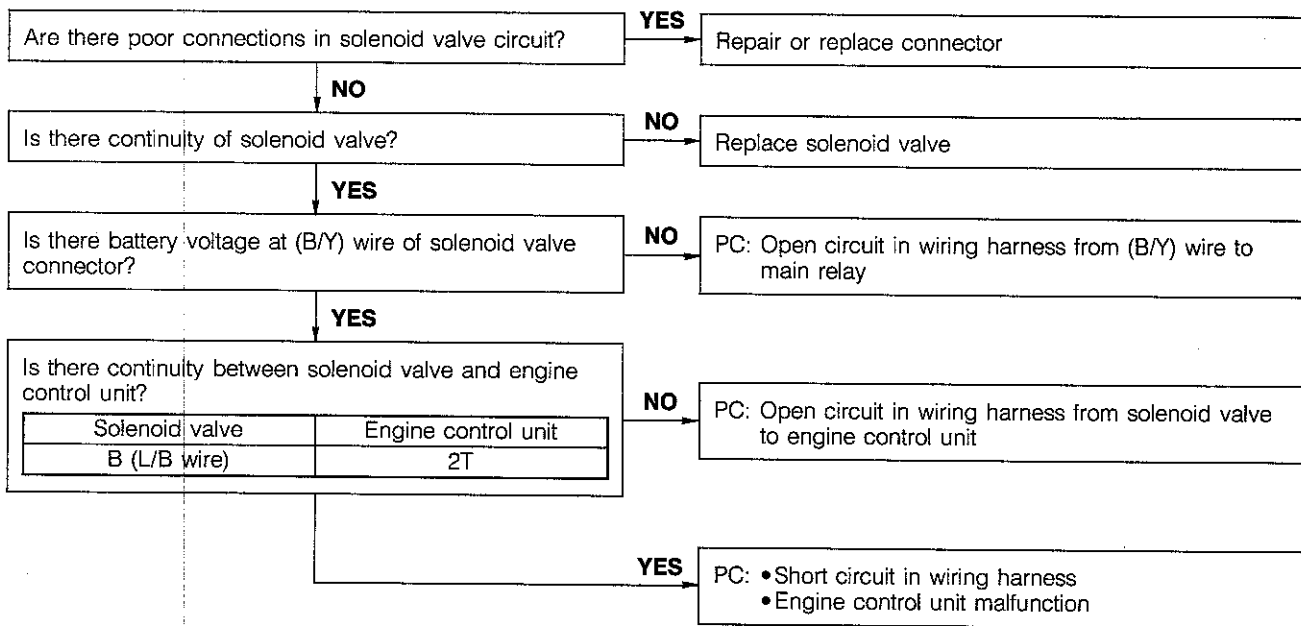 Are there poor connections in solenoid valve circuit?
YES
Repair or replace connector
NO
Is there continuity of solenoid valve?
NO
Replace solenoid valve
YES
Is there battery voltage at (B/Y) wire of solenoid valve
connector?
NO
PC: Open circuit in wiring harness from (B/Y) wire to
main relay
YES
Is there continuity between solenoid valve and engine
control unit?
Solenoid valve Engine control unit
B (L/B wire) 2T
NO
PC: Open circuit in wiring harness from solenoid valve
to engine control unit
YES
PC: •Short circuit in wiring harness
•Engine control unit malfunction